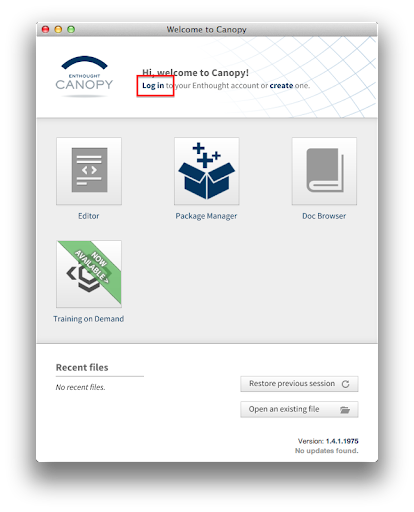 Welcome to Canopy
ENTHOUGHT
CANOPY
Hi, welcome to Canopy!
Log in to your Enthought account or create one.
Editor
Package Manager
Doc Browser
NOW
AVAILABLE>
Training on Demand
Recent files
No recent files.
Restore previous session
Open an existing file
Version: 1.4.1.1975
No updates found.